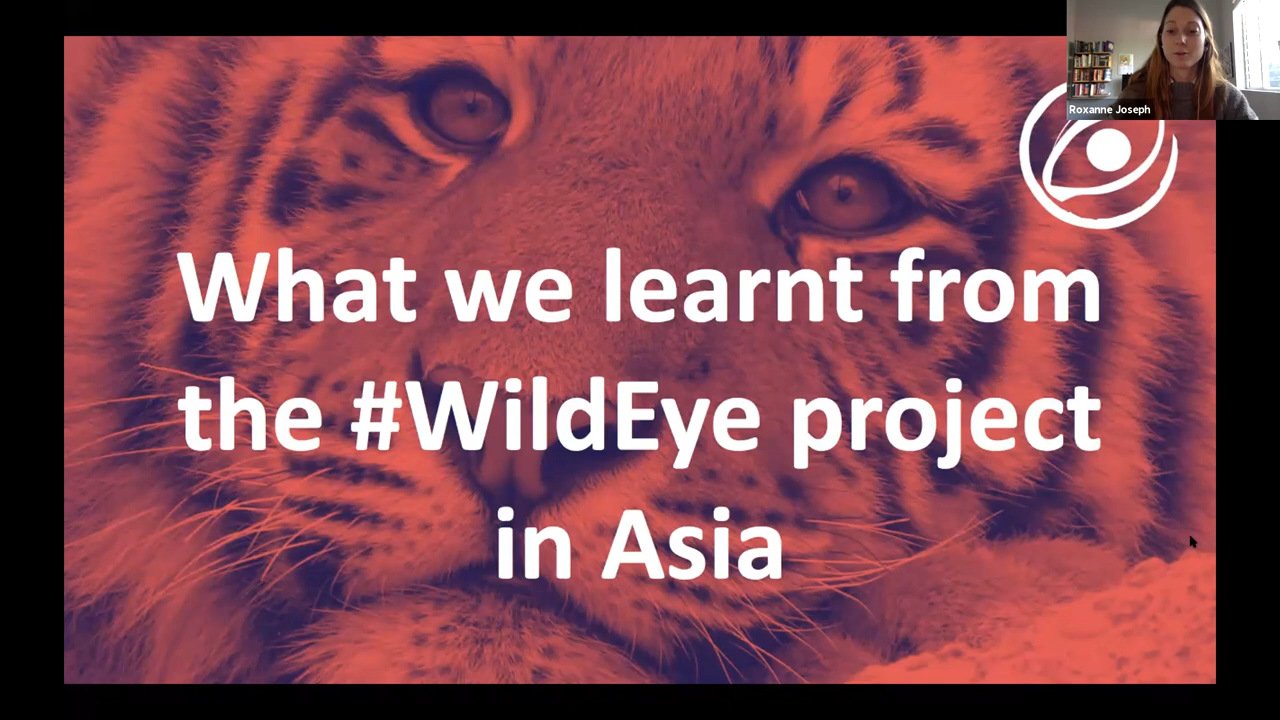 Roxanne Joseph
What we learnt from
the #WildEye project
in Asia